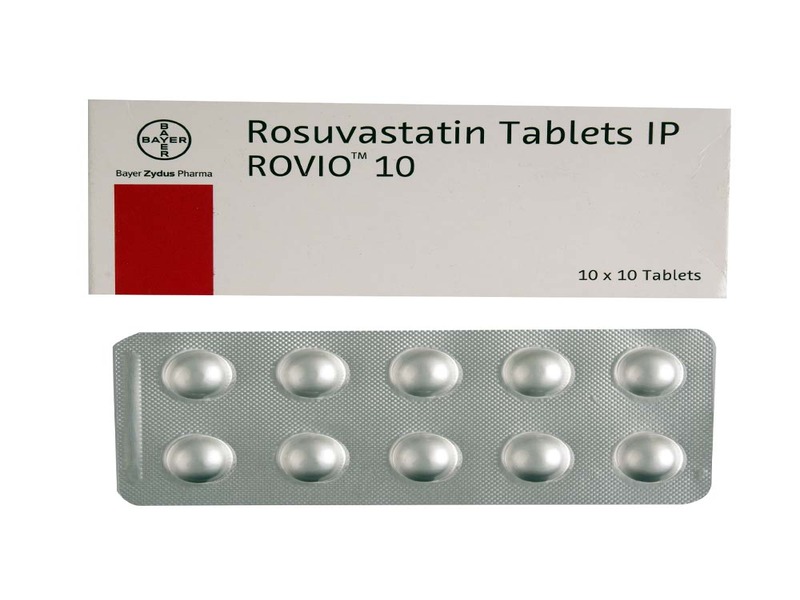 BAYER
BAYER
Bayer Zydus Pharma
Rosuvastatin Tablets IP
ROVIO™ 10
10 x 10 Tablets